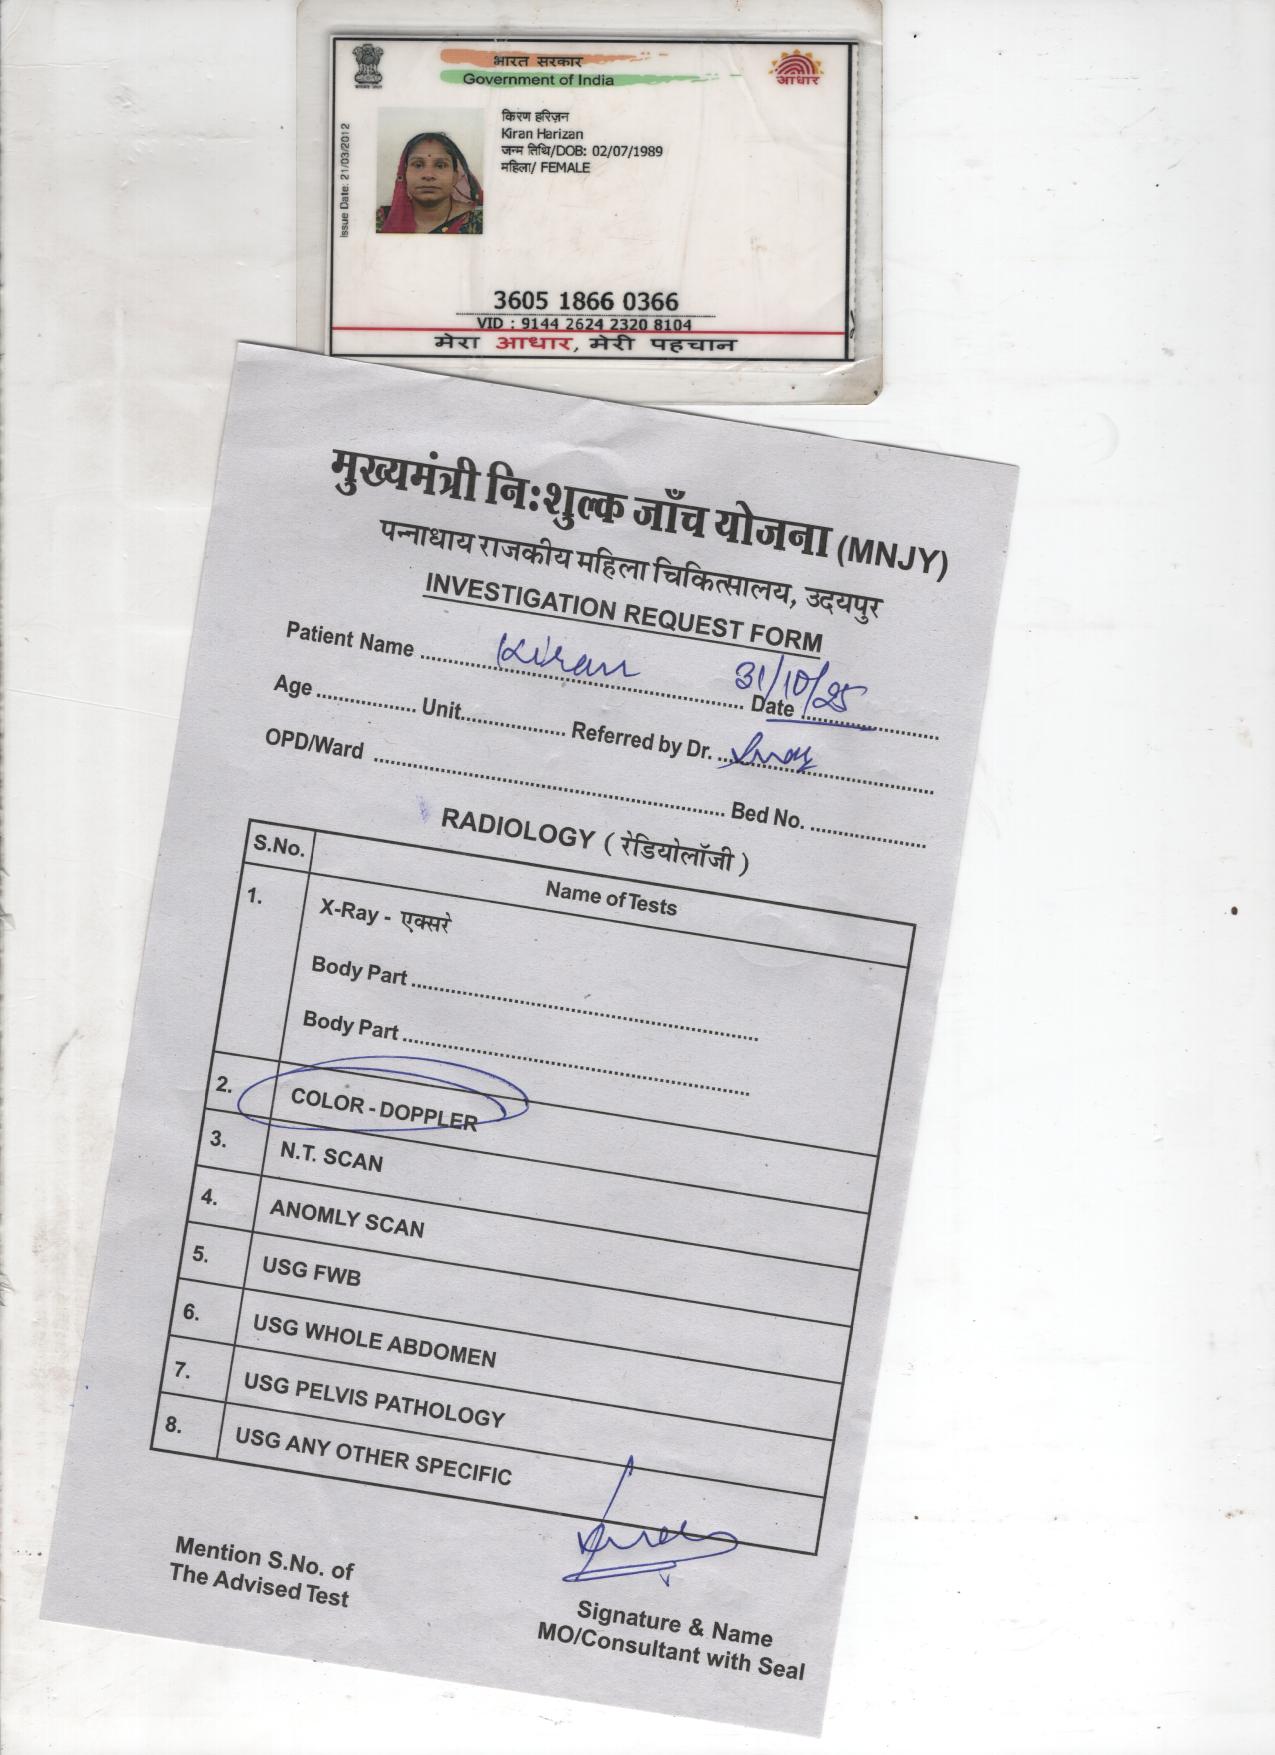 भारत सरकार
Government of India
आधार
Issue Date: 21/03/2012
किरण हरिज़न
Kiran Harizan
जन्म तिथि/DOB: 02/07/1989
महिला/ FEMALE
3605 1866 0366
VID : 9144 2624 2320 8104
मेरा आधार, मेरी पहचान
मुख्यमंत्री नि:शुल्क जाँच योजना (MNJY)
पन्नाधाय राजकीय महिला चिकित्सालय, उदयपुर
INVESTIGATION REQUEST FORM
Patient Name Kiran Date 31/10/25
Age Unit Referred by Dr.
OPD/Ward Bed No.
RADIOLOGY ( रेडियोलॉजी )
S.No. Name of Tests
1. X-Ray - एक्सरे
Body Part
Body Part
2. COLOR - DOPPLER
3. N.T. SCAN
4. ANOMLY SCAN
5. USG FWB
6. USG WHOLE ABDOMEN
7. USG PELVIS PATHOLOGY
8. USG ANY OTHER SPECIFIC
Mention S.No. of
The Advised Test
Signature & Name
MO/Consultant with Seal